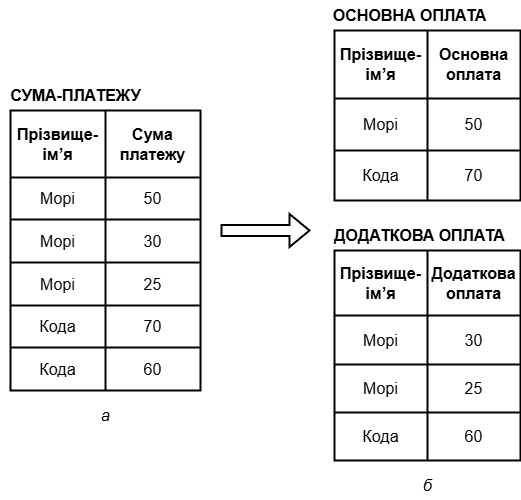 СУМА-ПЛАТЕЖУ
Прізвище-
ім’я
Сума
платежу
Морі 50
Морі 30
Морі 25
Кода 70
Кода 60
а
ОСНОВНА ОПЛАТА
Прізвище-
ім’я
Основна
оплата
Морі 50
Кода 70
ДОДАТКОВА ОПЛАТА
Прізвище-
ім’я
Додаткова
оплата
Морі 30
Морі 25
Кода 60
б